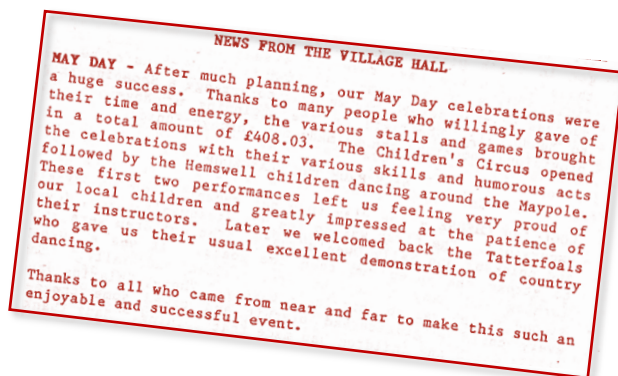 NEWS FROM THE VILLAGE HALL
MAY DAY - After much planning, our May Day celebrations were
a huge success. Thanks to many people who willingly gave of
their time and energy, the various stalls and games brought
in a total amount of £408.03. The Children's Circus opened
the celebrations with their various skills and humorous acts
followed by the Hemswell children dancing around the Maypole.
These first two performances left us feeling very proud of
our local children and greatly impressed at the patience of
their instructors. Later we welcomed back the Tatterfoals
who gave us their usual excellent demonstration of country
dancing.
Thanks to all who came from near and far to make this such an
enjoyable and successful event.